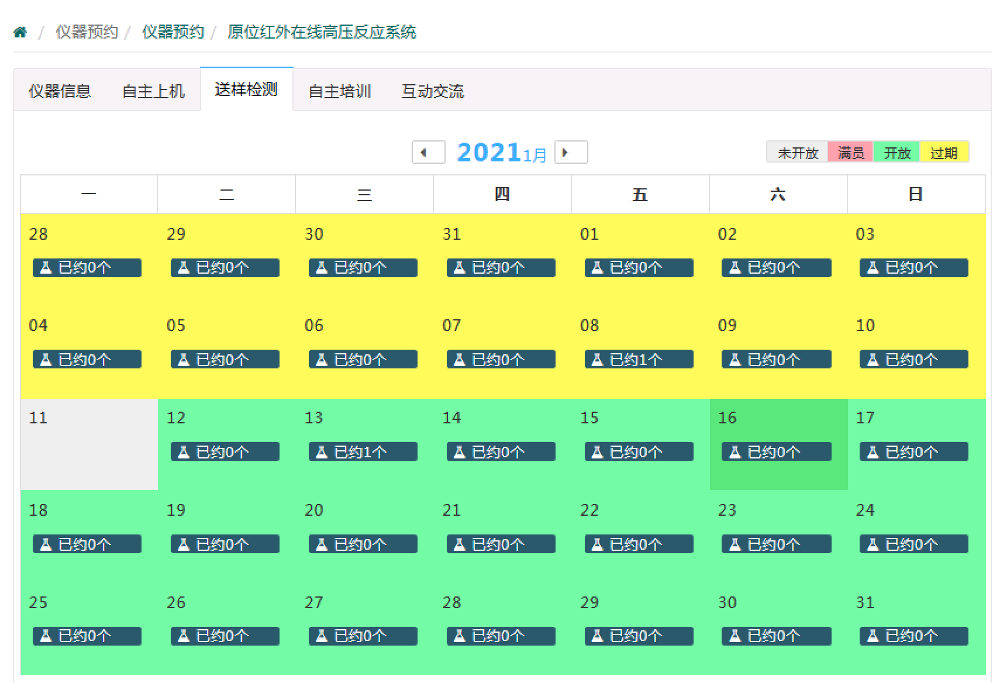 / 仪器预约 / 仪器预约 / 原位红外在线高压反应系统
仪器信息 自主上机 送样检测 自主培训 互动交流
2021 1月 未开放 满员 开放 过期
一 二 三 四 五 六 日
28 29 30 31 01 02 03
已约0个 已约0个 已约0个 已约0个 已约0个 已约0个 已约0个
04 05 06 07 08 09 10
已约0个 已约0个 已约0个 已约0个 已约1个 已约0个 已约0个
11 12 13 14 15 16 17
已约0个 已约1个 已约0个 已约0个 已约0个 已约0个
18 19 20 21 22 23 24
已约0个 已约0个 已约0个 已约0个 已约0个 已约0个 已约0个
25 26 27 28 29 30 31
已约0个 已约0个 已约0个 已约0个 已约0个 已约0个 已约0个